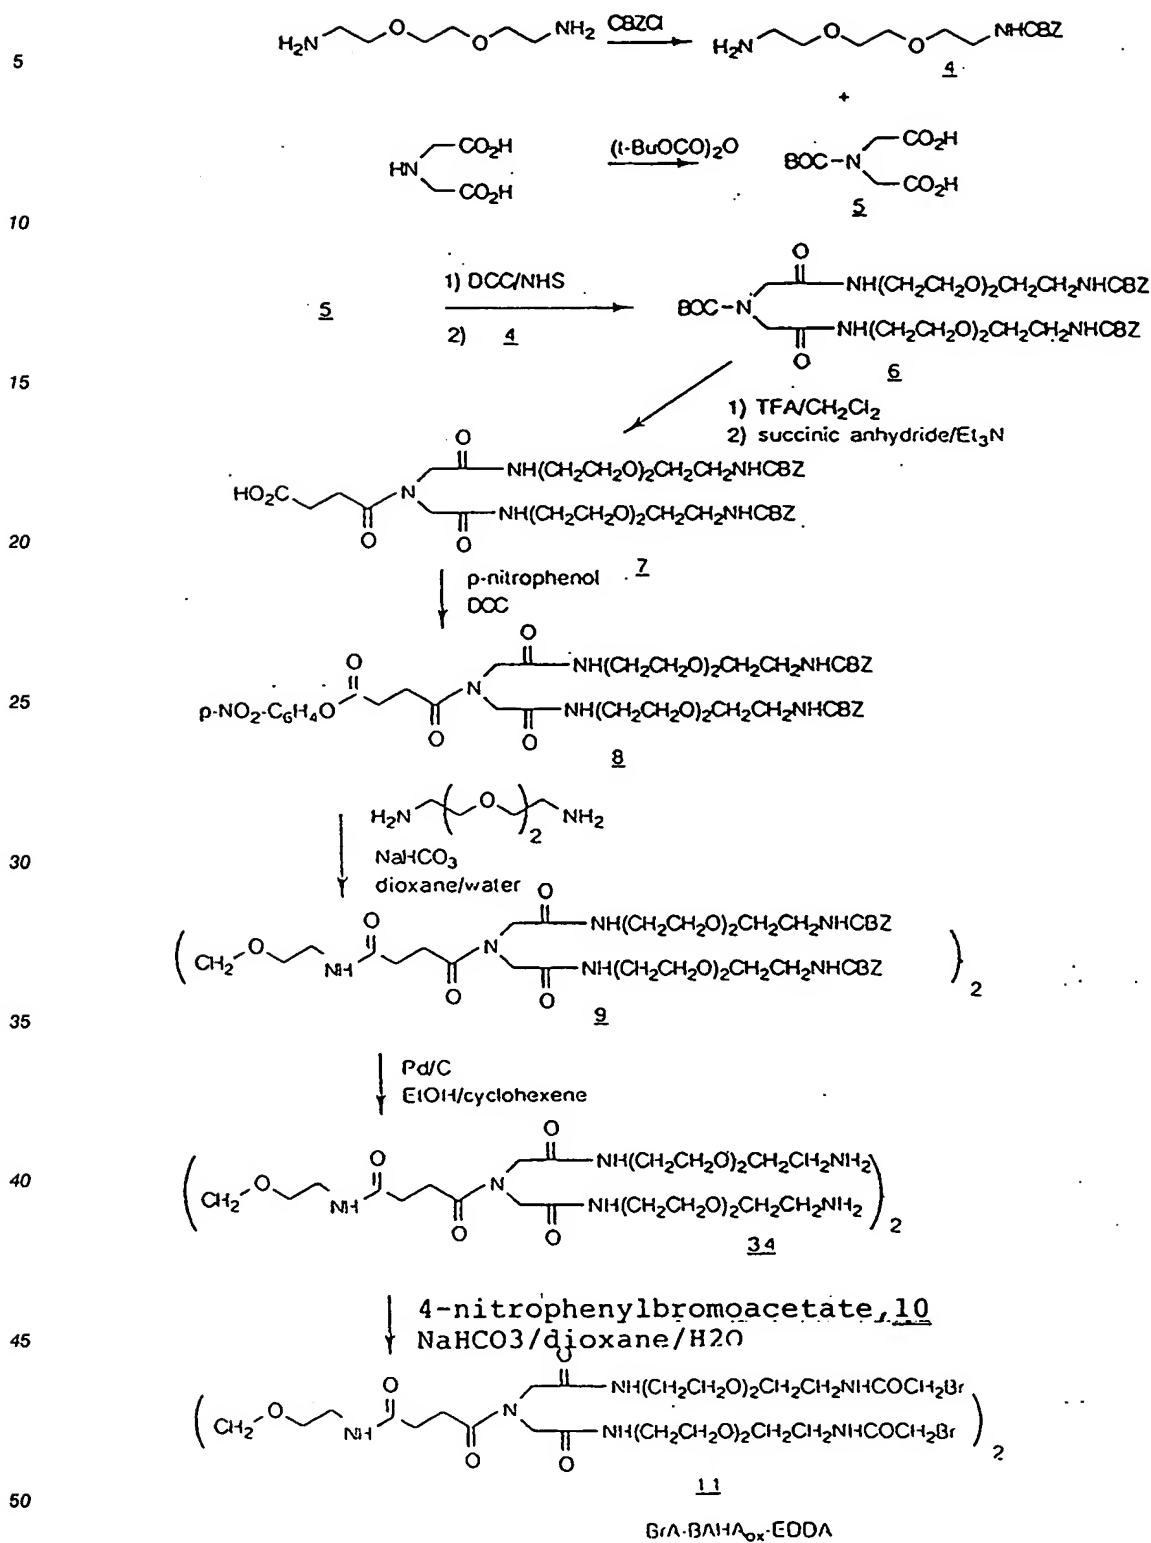 5
H2N O O NH2 CBZCl H2N O O NHCBZ
4
+
HN CO2H CO2H (t-BuOCO)2O BOC-N CO2H CO2H
5
10
5 1) DCC/NHS 2) 4 BOC-N O NH(CH2CH2O)2CH2CH2NHCBZ
NH(CH2CH2O)2CH2CH2NHCBZ O
6
15
1) TFA/CH2Cl2
2) succinic anhydride/Et3N
HO2C O N O NH(CH2CH2O)2CH2CH2NHCBZ
NH(CH2CH2O)2CH2CH2NHCBZ O
20
7
p-nitrophenol
DCC
25
p-NO2-C6H4O O O N O NH(CH2CH2O)2CH2CH2NHCBZ
NH(CH2CH2O)2CH2CH2NHCBZ O
8
H2N ( O )2 NH2
30
NaHCO3
dioxane/water
( CH2 O NH O O N O NH(CH2CH2O)2CH2CH2NHCBZ
NH(CH2CH2O)2CH2CH2NHCBZ O )2
35
9
Pd/C
EtOH/cyclohexene
40
( CH2 O NH O O N O NH(CH2CH2O)2CH2CH2NH2
NH(CH2CH2O)2CH2CH2NH2 O )2
34
4-nitrophenylbromoacetate, 10
45
NaHCO3/dioxane/H2O
( CH2 O NH O O N O NH(CH2CH2O)2CH2CH2NHCOCH2Br
NH(CH2CH2O)2CH2CH2NHCOCH2Br O )2
11
50
BrA-BAHAox-EDDA